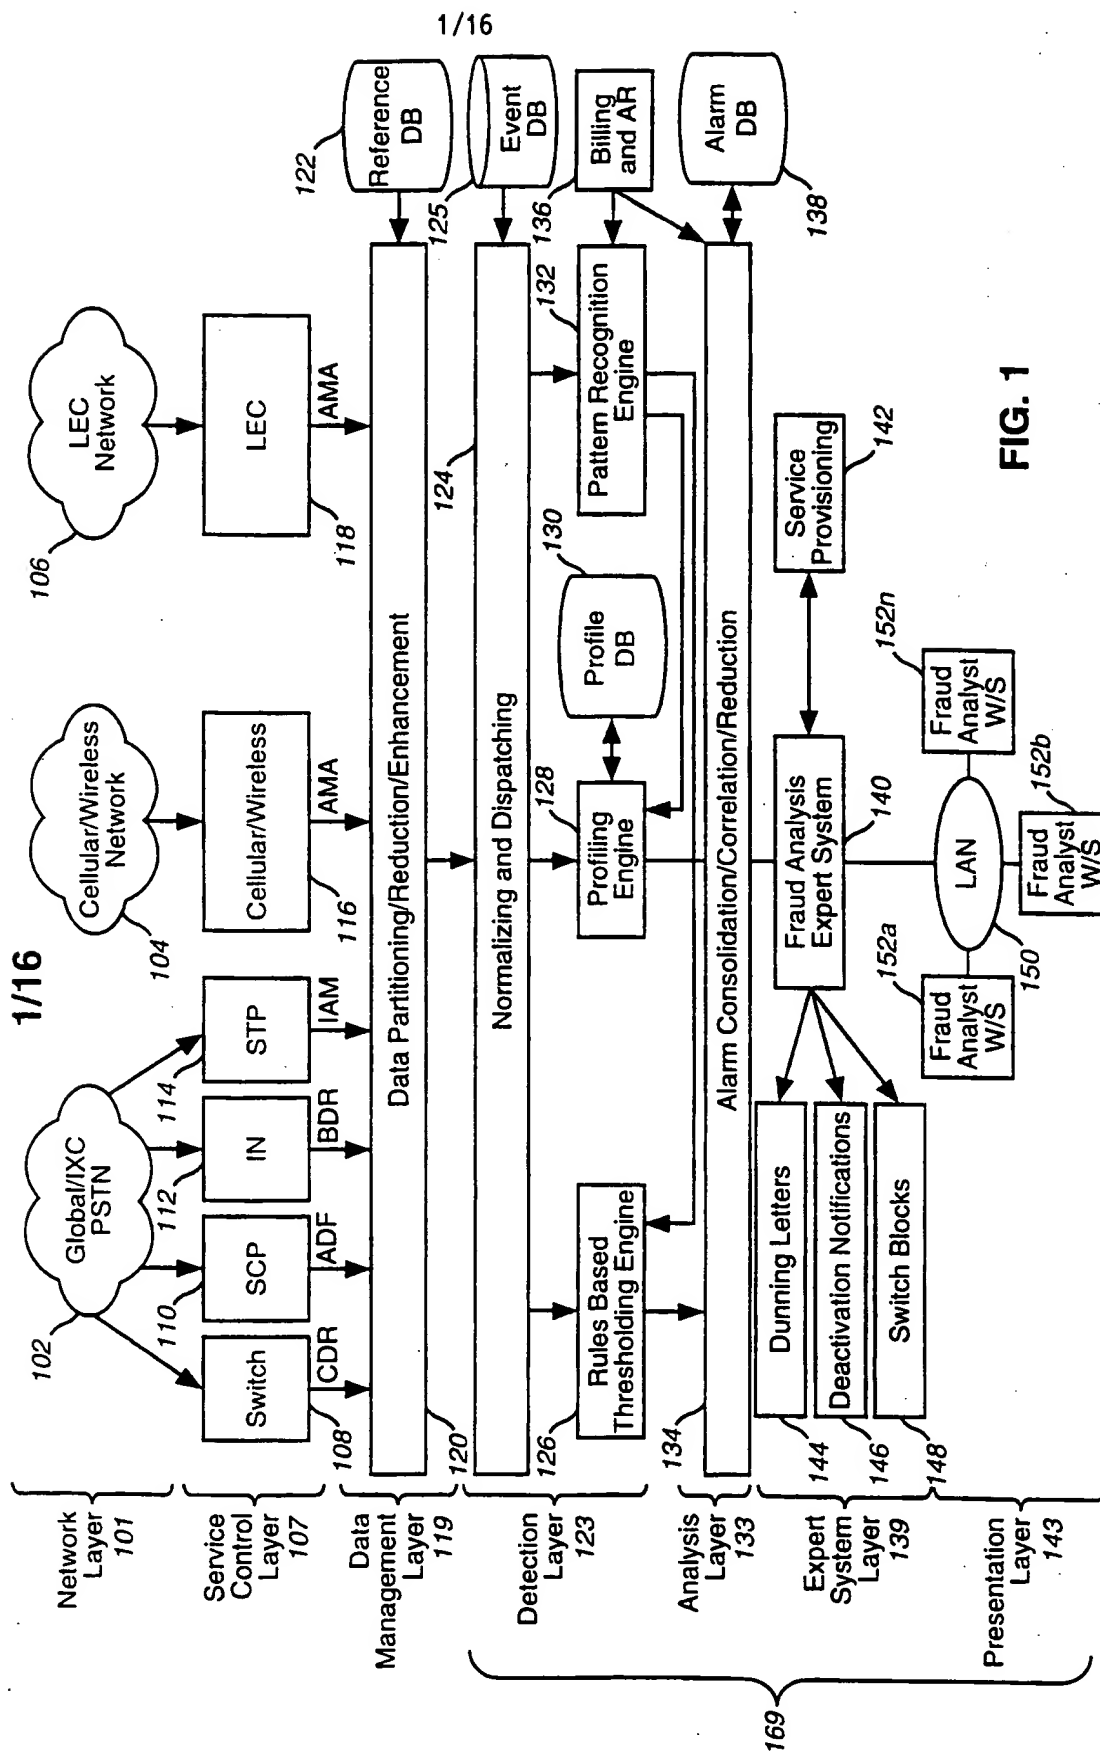 1/16
1/16
Network
Layer
101
Global/IXC
PSTN
102
Cellular/Wireless
Network
104
LEC
Network
106
Service
Control
Layer 107
Switch
108
SCP
110
IN
112
STP
114
Cellular/Wireless
116
LEC
118
CDR
ADF
BDR
IAM
AMA
AMA
Data
Management
Layer 119
Data Partitioning/Reduction/Enhancement
120
Reference
DB
122
Detection
Layer
123
Normalizing and Dispatching
124
Event
DB
125
Rules Based
Thresholding Engine
126
Profiling
Engine
128
Profile
DB
130
Pattern Recognition
Engine
132
Billing
and AR
136
Analysis
Layer
133
Alarm Consolidation/Correlation/Reduction
134
Alarm
DB
138
Expert
System
Layer
139
Dunning Letters
144
Deactivation Notifications
146
Switch Blocks
148
Fraud Analysis
Expert System
140
Service
Provisioning
142
Presentation
Layer
143
Fraud
Analyst
W/S
152a
LAN
150
Fraud
Analyst
W/S
152b
Fraud
Analyst
W/S
152n
169
FIG. 1